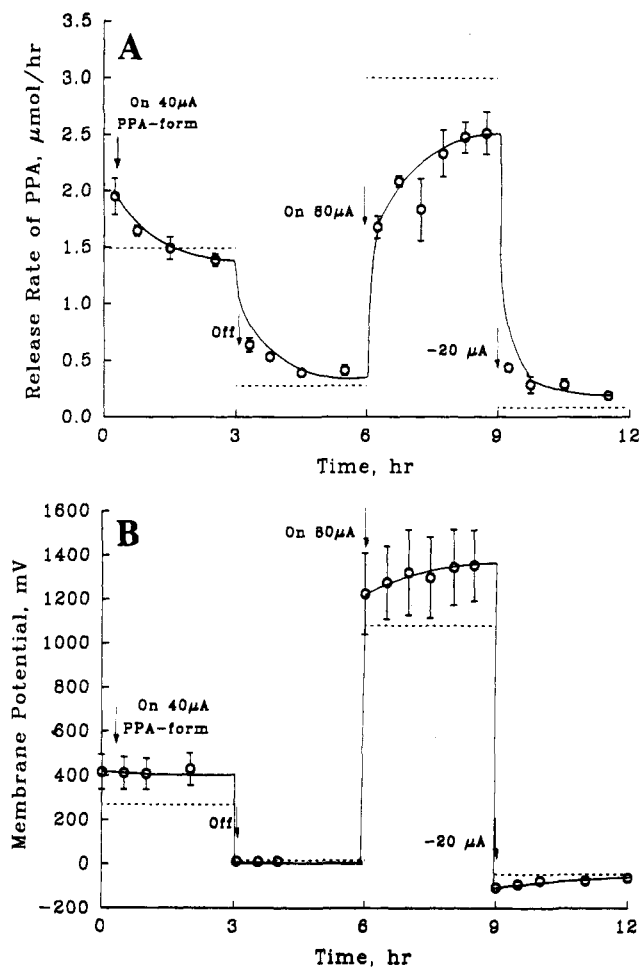 A
Release Rate of PPA, μmol/hr
3.5
3.0
2.5
2.0
1.5
1.0
0.5
0.0
On 40μA
PPA-form
Off
On 80μA
-20 μA
0
3
6
9
12
Time, hr
B
Membrane Potential, mV
1600
1400
1200
1000
800
600
400
200
0
-200
On 40μA
PPA-form
Off
On 80μA
-20 μA
0
3
6
9
12
Time, hr